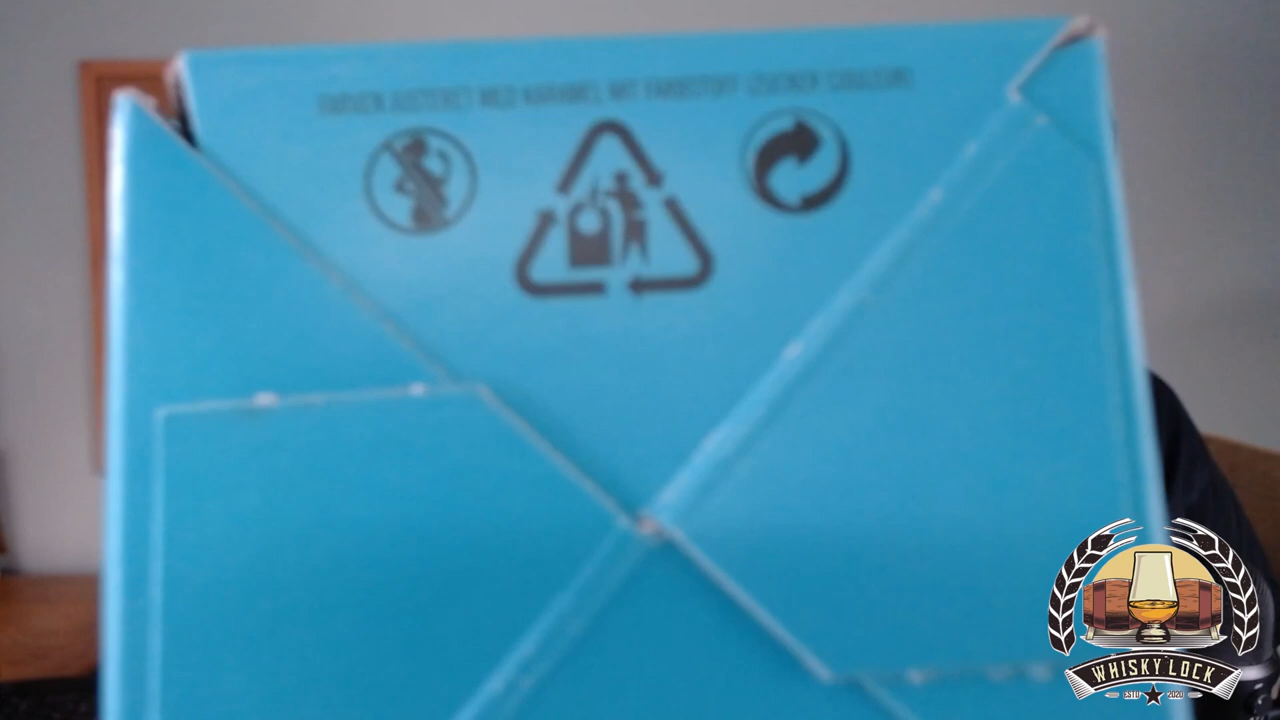 FARVEN JUSTERET MED KARAMEL MIT FARBSTOFF (ZUCKER COULEUR)
WHISKY LOCK
ESTD 2020